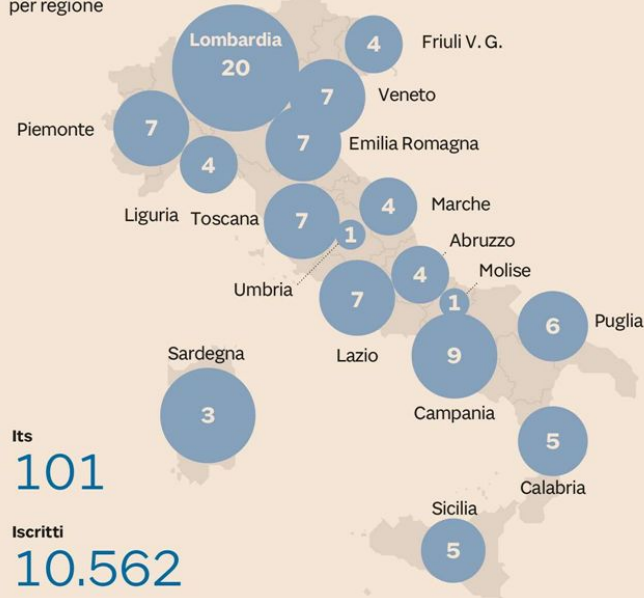 per regione
Lombardia
20
4
Friuli V. G.
7
Veneto
Piemonte
7
7
Emilia Romagna
4
Liguria
Toscana
7
4
Marche
1
Umbria
Abruzzo
4
Molise
1
7
Lazio
9
Campania
6
Puglia
Sardegna
3
5
Calabria
Sicilia
5
Its
101
Iscritti
10.562